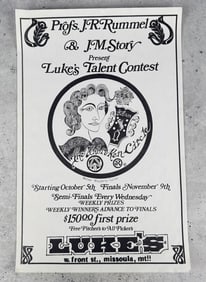 Profs. J.R. Rummel
& J.M. Story
Present
Luke's Talent Contest
Starting October 5th Finals November 9th
Semi-Finals Every Wednesday
WEEKLY PRIZES
WEEKLY WINNERS ADVANCE TO FINALS
$150.00 first prize
Free Pitchers to All Pickers
LUKE'S
w. front st., missoula, mt!!